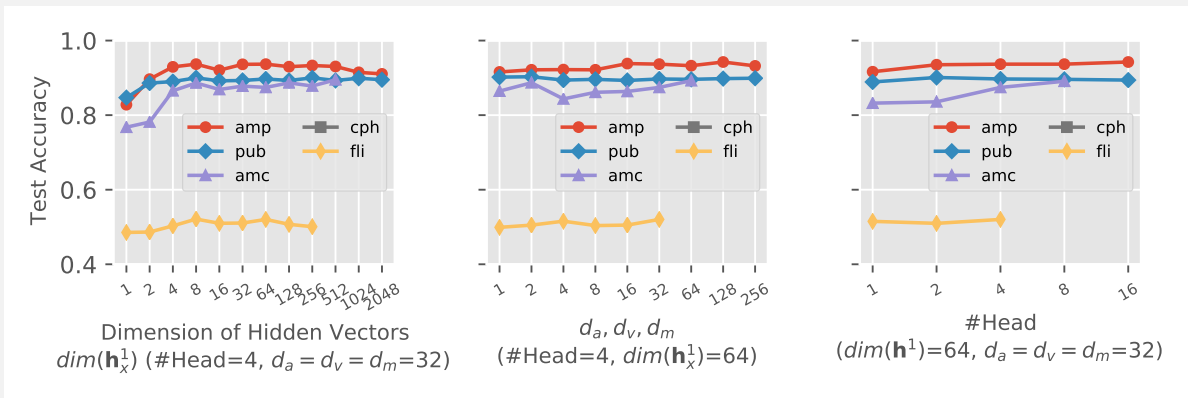 Test Accuracy
1.0
0.8
0.6
0.4
amp
pub
amc
cph
fli
1 2 4 8 16 32 64 128 256 512 1024 2048
Dimension of Hidden Vectors
dim(h¹ₓ) (#Head=4, dₐ = dᵥ = dₘ=32)
amp
pub
amc
cph
fli
1 2 4 8 16 32 64 128 256
dₐ, dᵥ, dₘ
(#Head=4, dim(h¹ₓ)=64)
amp
pub
amc
cph
fli
1 2 4 8 16
#Head
(dim(h¹)=64, dₐ = dᵥ = dₘ=32)